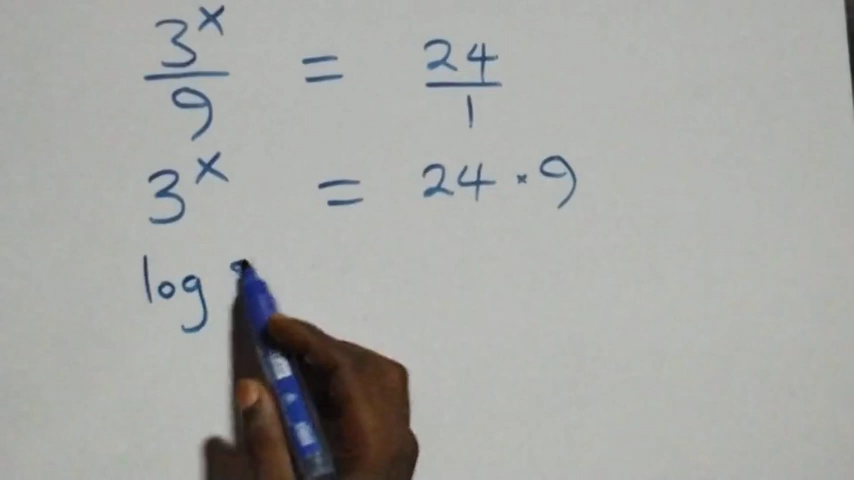 3^x/9 = 24/1
3^x = 24 · 9
log